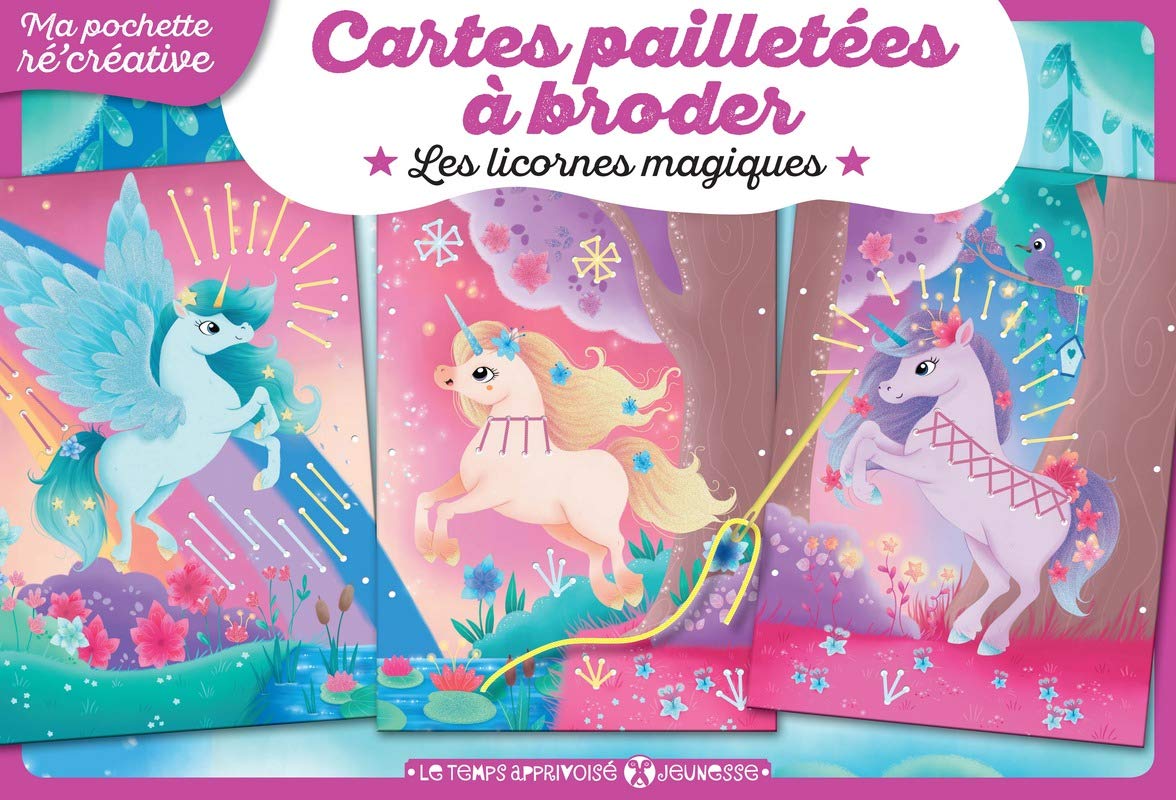 Ma pochette
ré'créative
Cartes pailletées
à broder
★ Les licornes magiques ★
• LE TEMPS APPRIVOISÉ JEUNESSE •